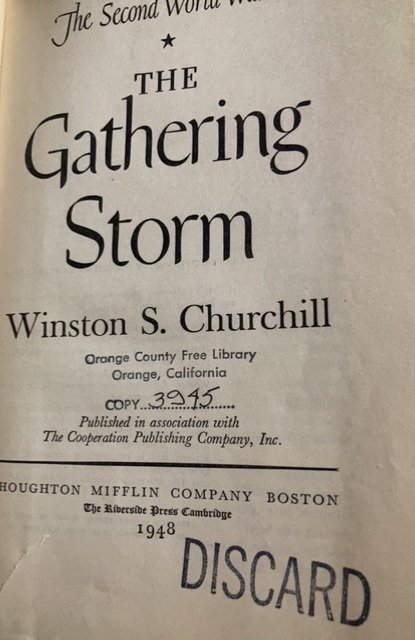 The Second World War
★
THE
Gathering
Storm
Winston S. Churchill
Orange County Free Library
Orange, California
COPY...3945......
Published in association with
The Cooperation Publishing Company, Inc.
HOUGHTON MIFFLIN COMPANY BOSTON
The Riverside Press Cambridge
1948
DISCARD